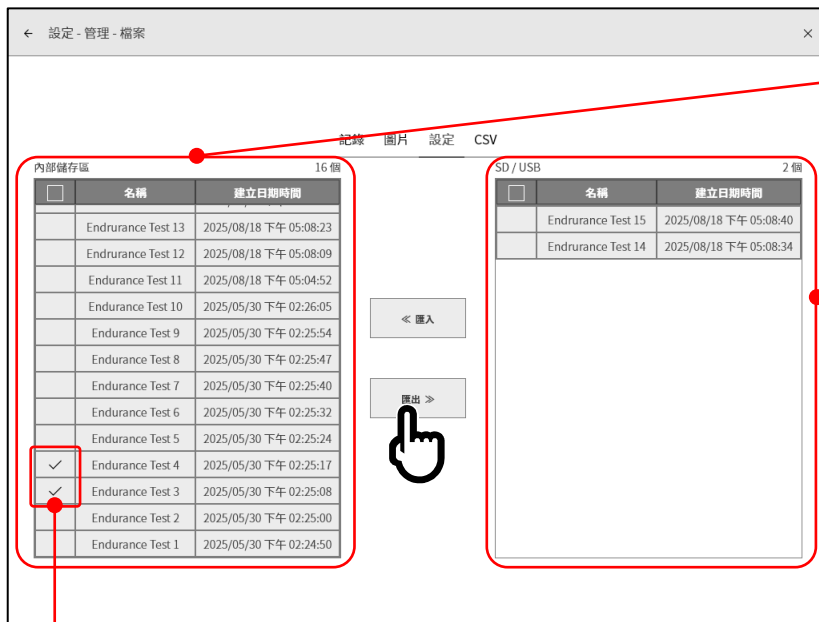 ← 設定 - 管理 - 檔案 ×
記錄 圖片 設定 CSV
內部儲存區 16 個
名稱 建立日期時間
Endrurance Test 13 2025/08/18 下午 05:08:23
Endrurance Test 12 2025/08/18 下午 05:08:09
Endurance Test 11 2025/08/18 下午 05:04:52
Endurance Test 10 2025/05/30 下午 02:26:05
Endurance Test 9 2025/05/30 下午 02:25:54
Endurance Test 8 2025/05/30 下午 02:25:47
Endurance Test 7 2025/05/30 下午 02:25:40
Endurance Test 6 2025/05/30 下午 02:25:32
Endurance Test 5 2025/05/30 下午 02:25:24
✓ Endurance Test 4 2025/05/30 下午 02:25:17
✓ Endurance Test 3 2025/05/30 下午 02:25:08
Endurance Test 2 2025/05/30 下午 02:25:00
Endurance Test 1 2025/05/30 下午 02:24:50
≪ 匯入
匯出 ≫
SD / USB 2 個
名稱 建立日期時間
Endrurance Test 15 2025/08/18 下午 05:08:40
Endrurance Test 14 2025/08/18 下午 05:08:34